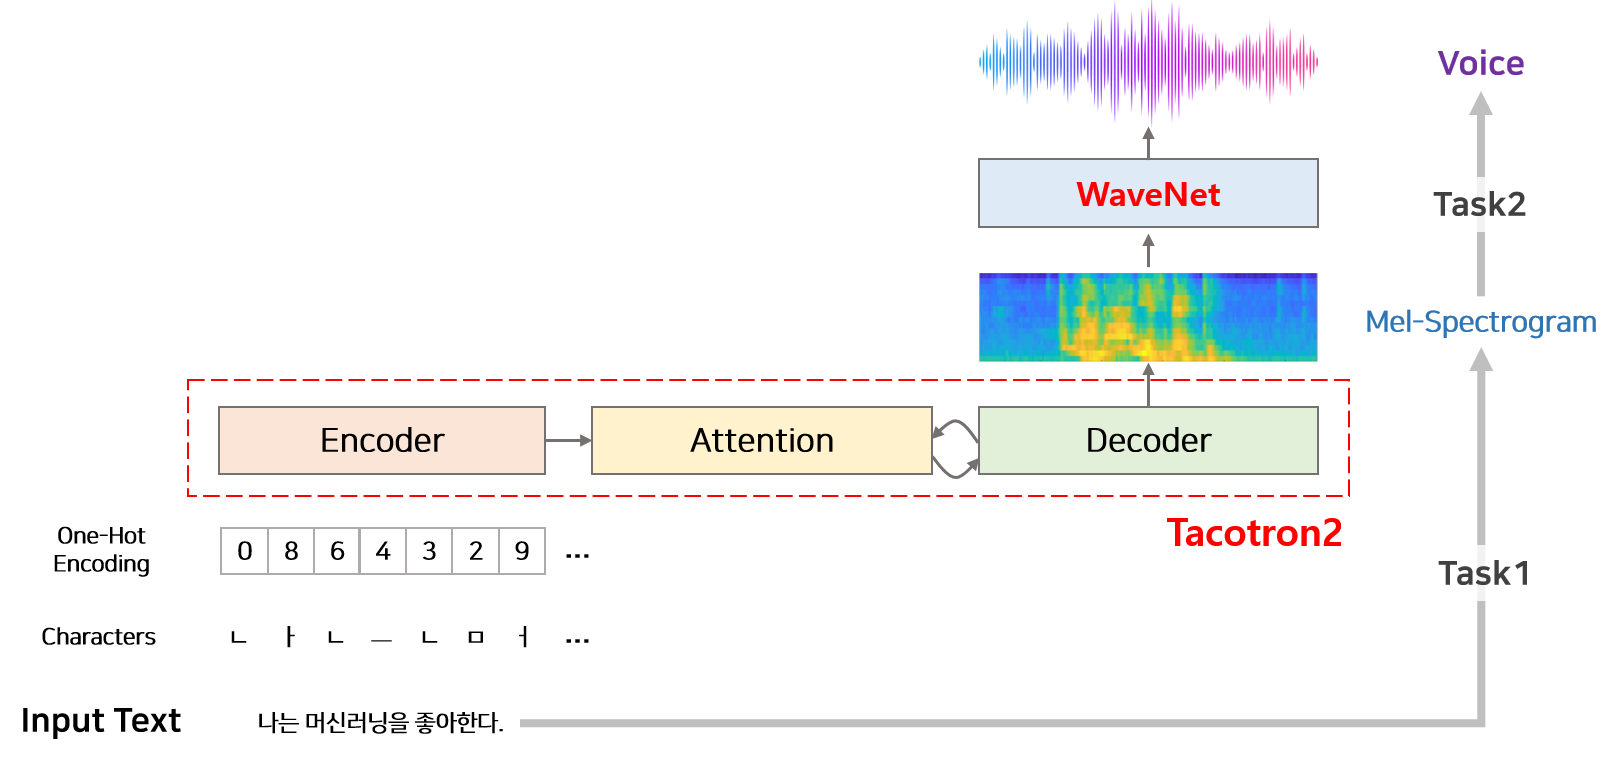 Voice
WaveNet
Task2
Mel-Spectrogram
Encoder
Attention
Decoder
Tacotron2
One-Hot
Encoding
0 8 6 4 3 2 9 ...
Task1
Characters
ㄴ ㅏ ㄴ ㅡ ㄴ ㅁ ㅓ ...
Input Text
나는 머신러닝을 좋아한다.